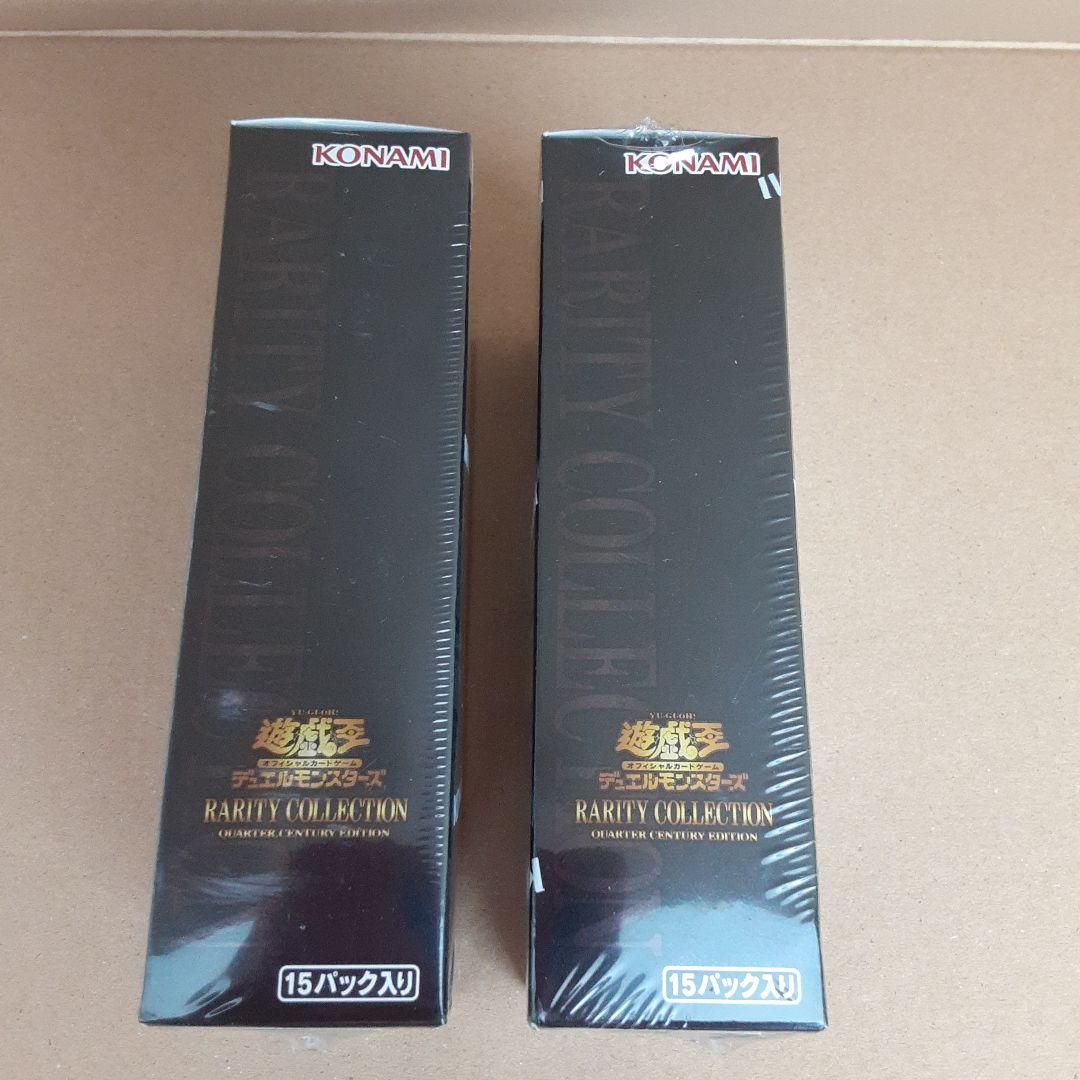 KONAMI
RARITY COLLECTION
YU-GI-OH!
遊戯王
オフィシャルカードゲーム
デュエルモンスターズ
RARITY COLLECTION
QUARTER CENTURY EDITION
15パック入り
KONAMI
RARITY COLLECTION
YU-GI-OH!
遊戯王
オフィシャルカードゲーム
デュエルモンスターズ
RARITY COLLECTION
QUARTER CENTURY EDITION
15パック入り